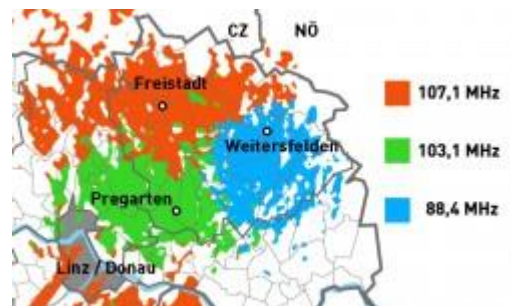 CZ
NÖ
Freistadt
107,1 MHz
Weitersfelden
103,1 MHz
Pregarten
88,4 MHz
Linz / Donau